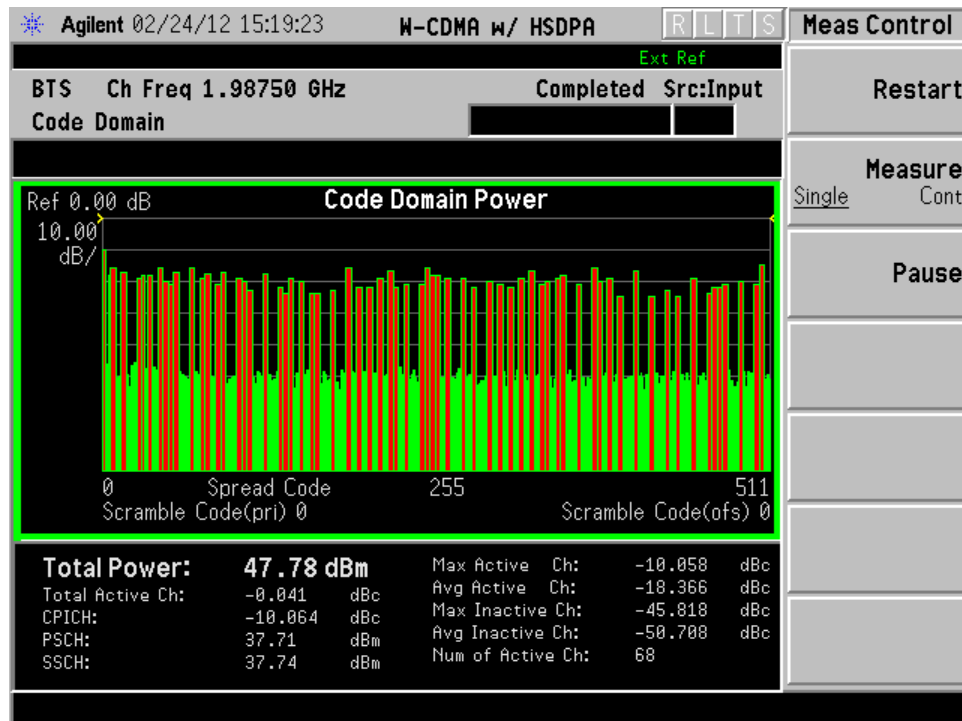 Agilent 02/24/12 15:19:23 W-CDMA w/ HSDPA R L T S Meas Control
Ext Ref
BTS Ch Freq 1.98750 GHz Completed Src:Input
Code Domain
Restart
Measure
Single Cont
Pause
Ref 0.00 dB Code Domain Power
10.00
dB/
0 Spread Code 255 511
Scramble Code(pri) 0 Scramble Code(ofs) 0
Total Power: 47.78 dBm
Total Active Ch: -0.041 dBc
CPICH: -10.064 dBc
PSCH: 37.71 dBm
SSCH: 37.74 dBm
Max Active Ch: -10.058 dBc
Avg Active Ch: -18.366 dBc
Max Inactive Ch: -45.818 dBc
Avg Inactive Ch: -50.708 dBc
Num of Active Ch: 68